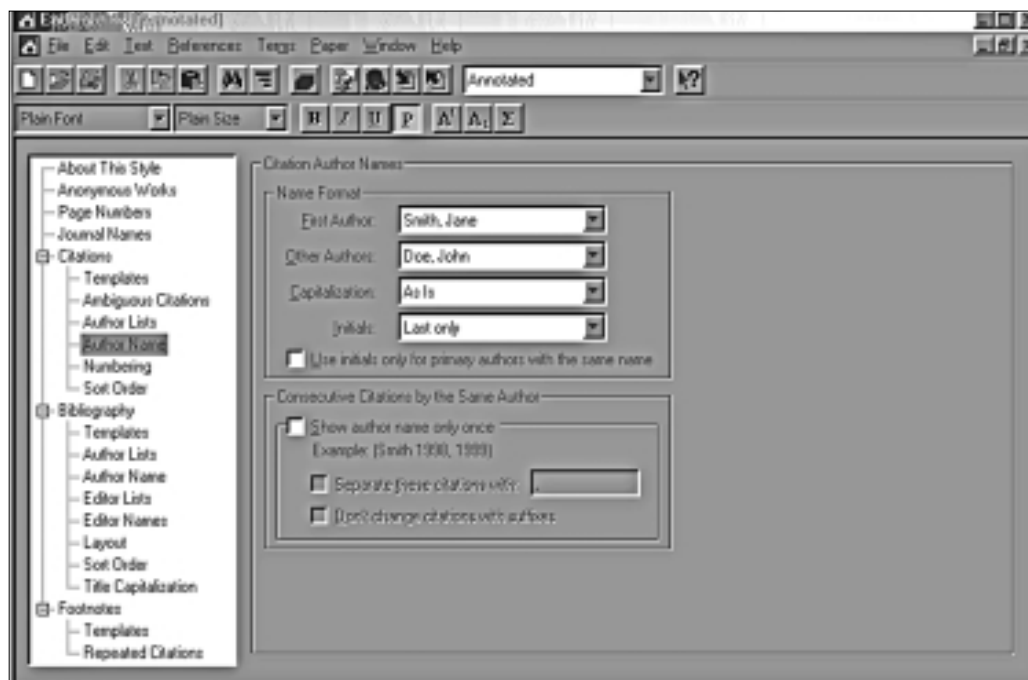 [Annotated]
File Edit Text References Terms Paper Window Help
Annotated
Plain Font Plain Size B I U P A¹ A₁ Σ
About This Style
Anonymous Works
Page Numbers
Journal Names
Citations
Templates
Ambiguous Citations
Author Lists
Author Name
Numbering
Sort Order
Bibliography
Templates
Author Lists
Author Name
Editor Lists
Editor Names
Layout
Sort Order
Title Capitalization
Footnotes
Templates
Repeated Citations
Citation Author Names
Name Format
First Author: Smith, Jane
Other Authors: Doe, John
Capitalization: As Is
Initials: Last only
Use initials only for primary authors with the same name
Consecutive Citations by the Same Author
Show author name only once
Example: (Smith 1998, 1999)
Separate these citations with: ,
Don't change citations with suffixes